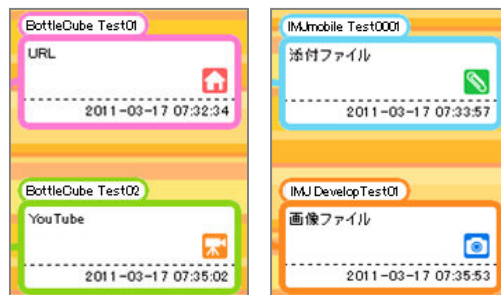 BottleCube Test01
URL
2011-03-17 07:32:34
BottleCube Test02
YouTube
2011-03-17 07:35:02
IMJmobile Test0001
添付ファイル
2011-03-17 07:33:57
IMJ DevelopTest01
画像ファイル
2011-03-17 07:35:53